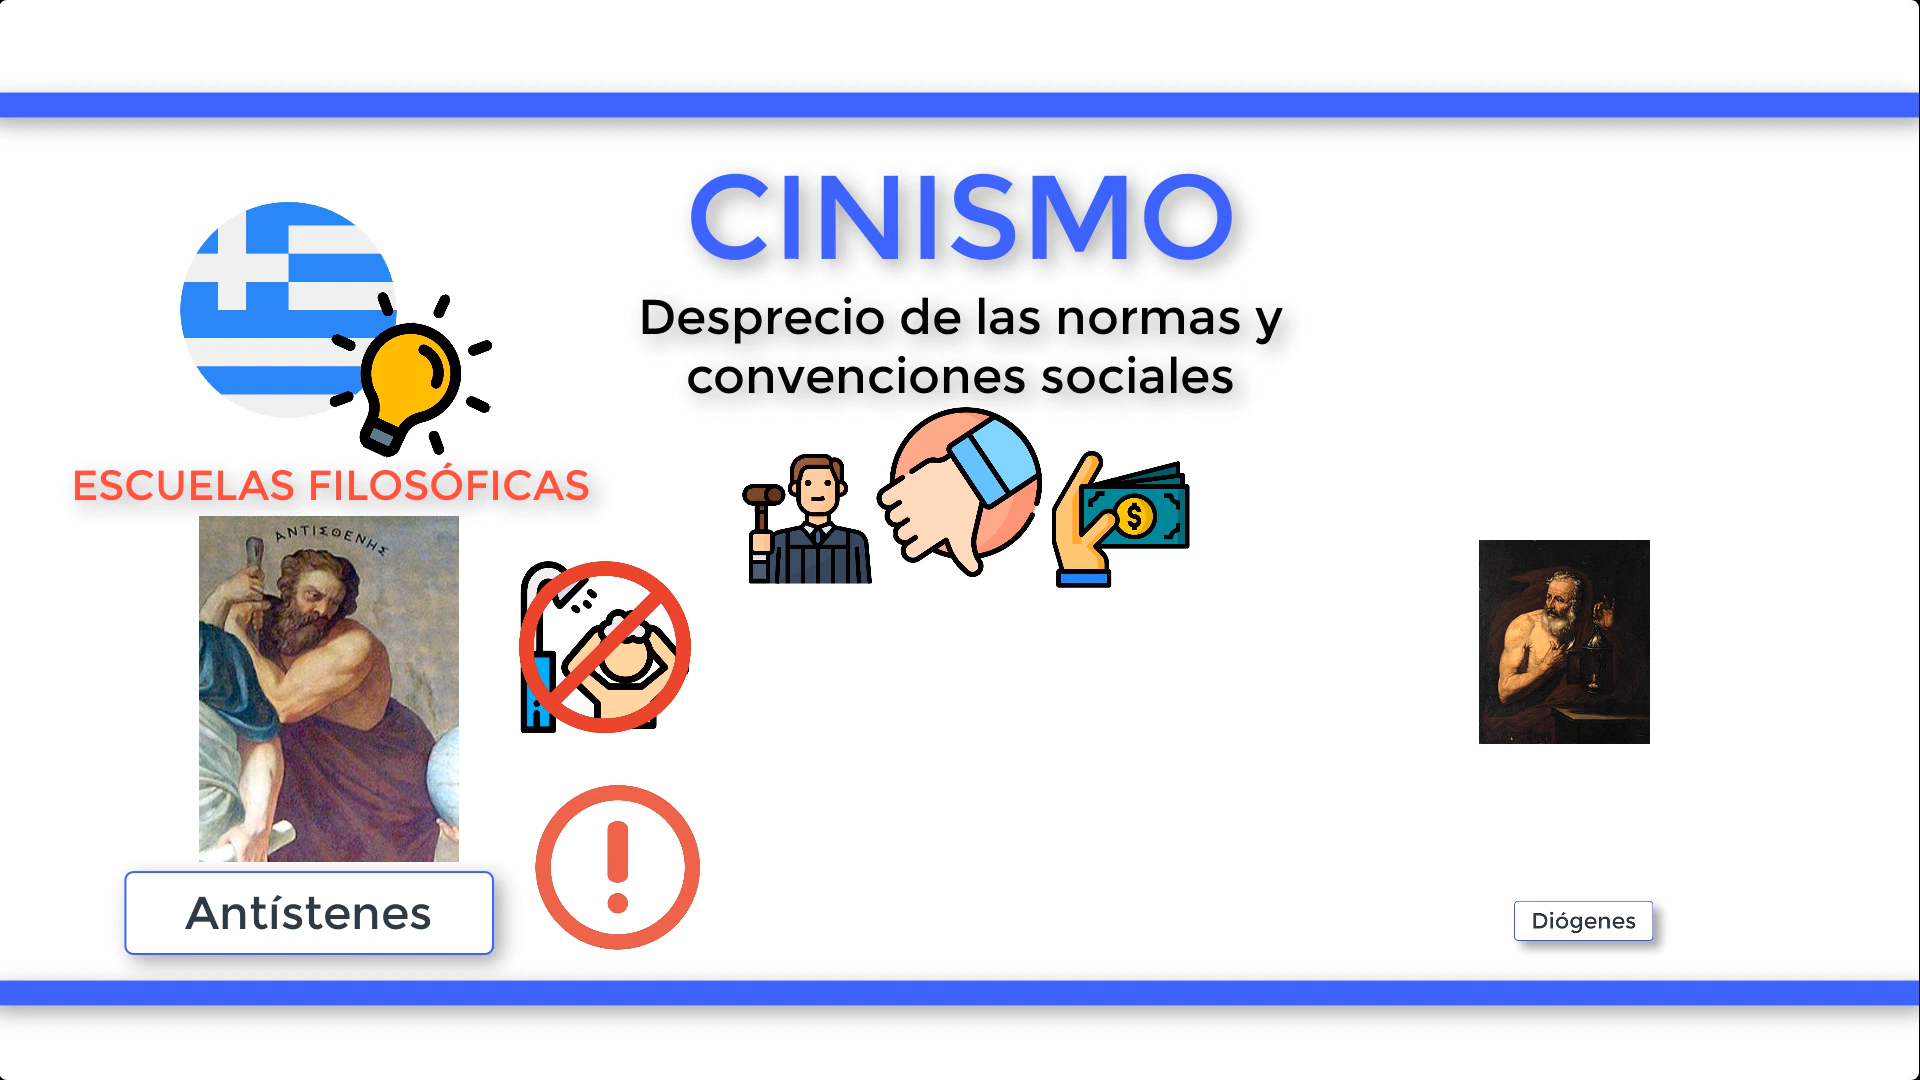 CINISMO
Desprecio de las normas y
convenciones sociales
ESCUELAS FILOSÓFICAS
ΑΝΤΙΣΘΕΝΗΣ
$
Antístenes
Diógenes